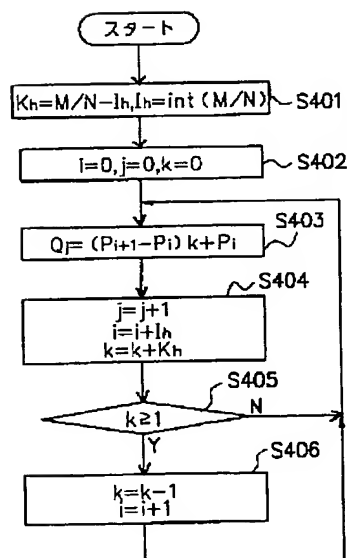 スタート
Kh=M/N-Ih,Ih=int(M/N)
S401
i=0,j=0,k=0
S402
Qj=(Pi+1-Pi)k+Pi
S403
S404
j=j+1
i=i+Ih
k=k+Kh
S405
k≥1
N
Y
S406
k=k-1
i=i+1